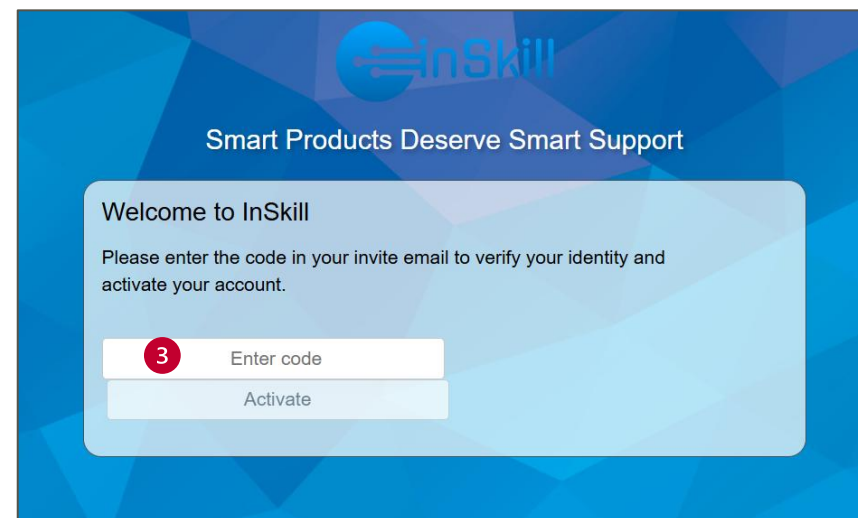 inSkill
Smart Products Deserve Smart Support
Welcome to InSkill
Please enter the code in your invite email to verify your identity and
activate your account.
3
Enter code
Activate